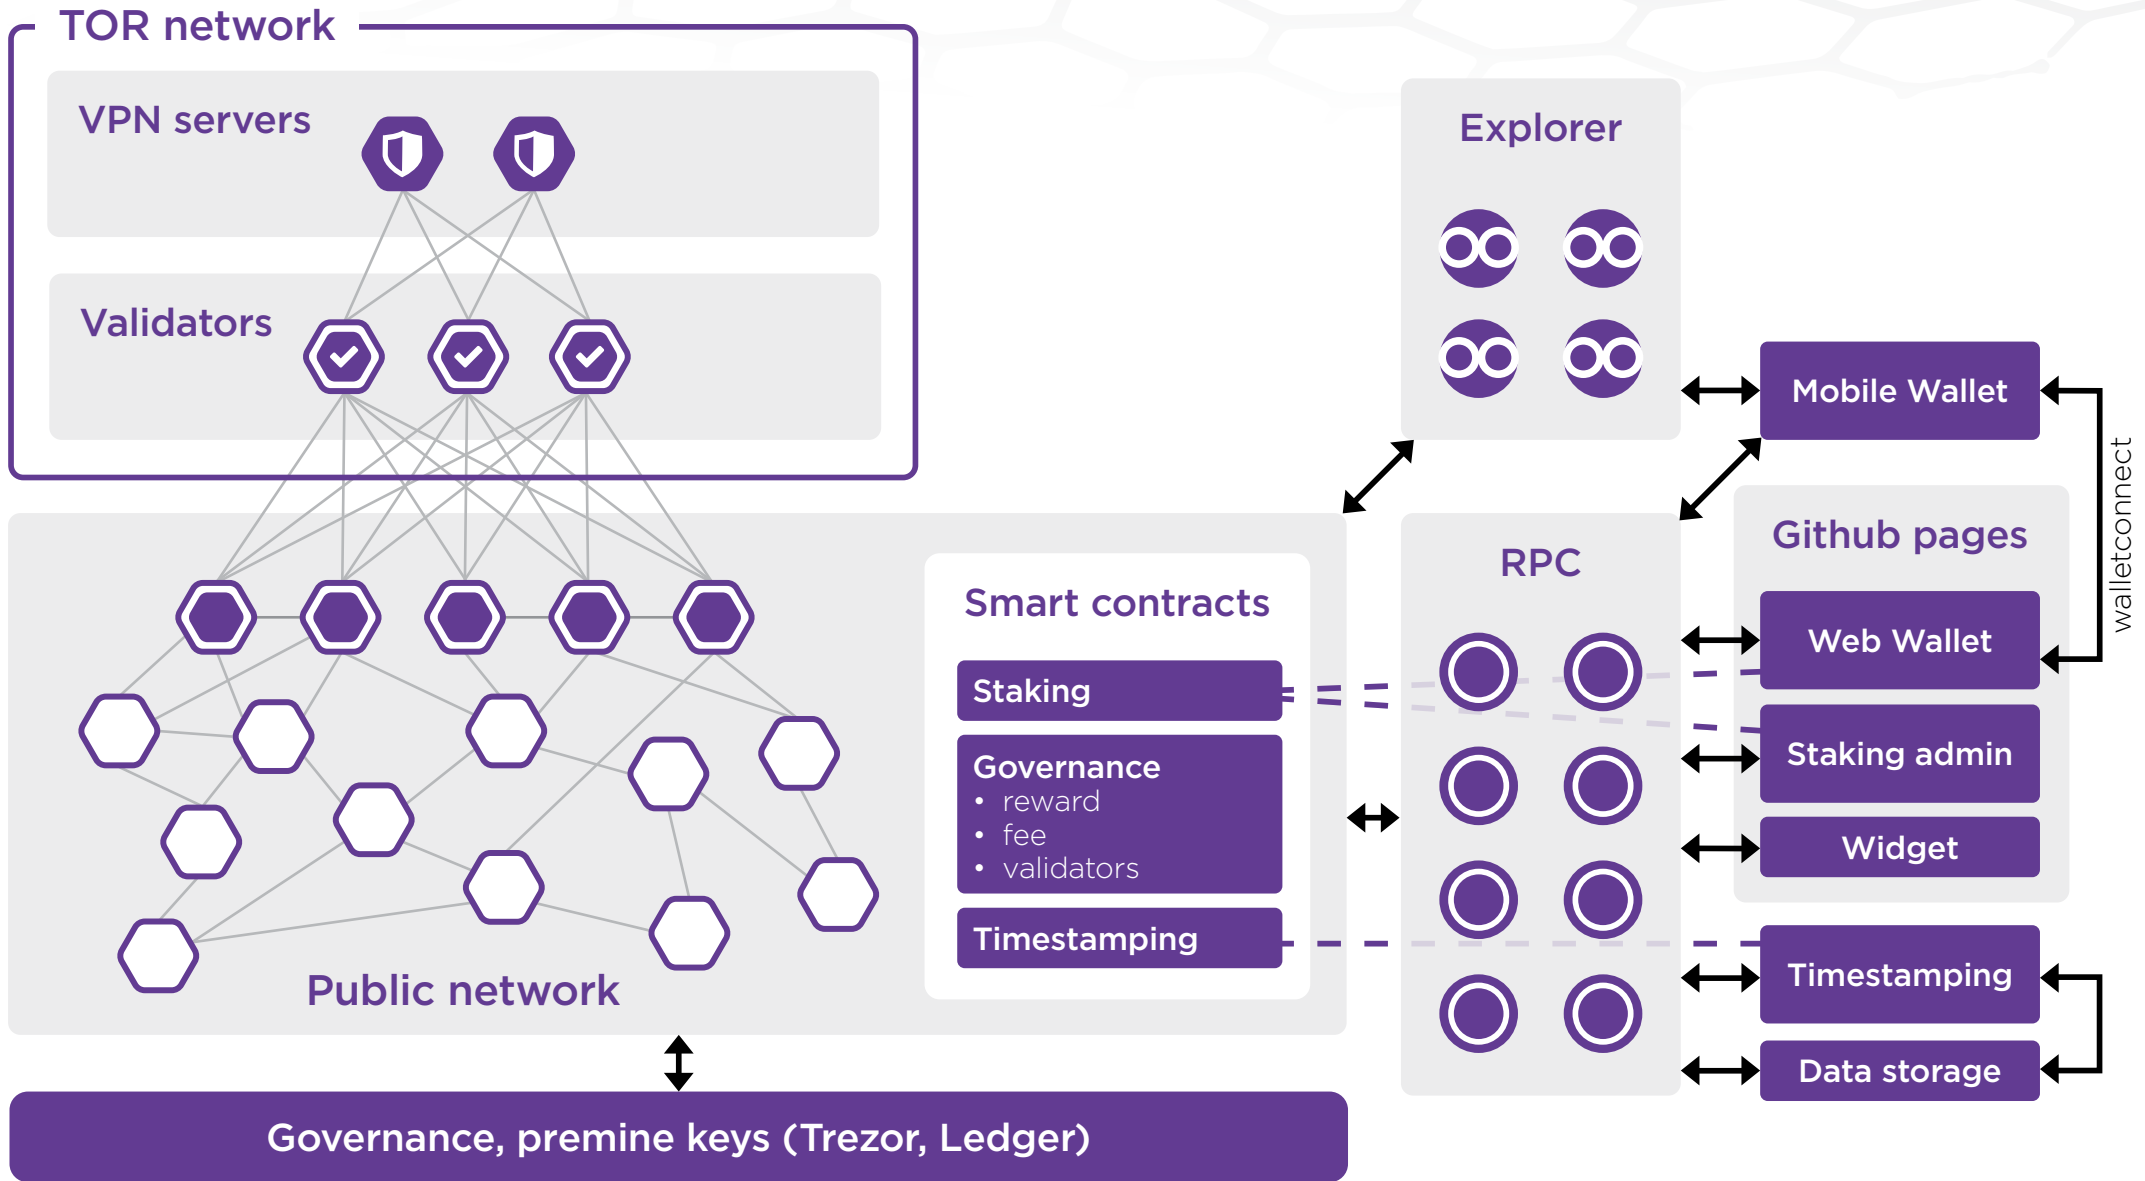 TOR network
VPN servers
Validators
Explorer
Mobile Wallet
walletconnect
Github pages
Web Wallet
Staking admin
Widget
RPC
Smart contracts
Staking
Governance
• reward
• fee
• validators
Timestamping
Timestamping
Data storage
Public network
Governance, premine keys (Trezor, Ledger)